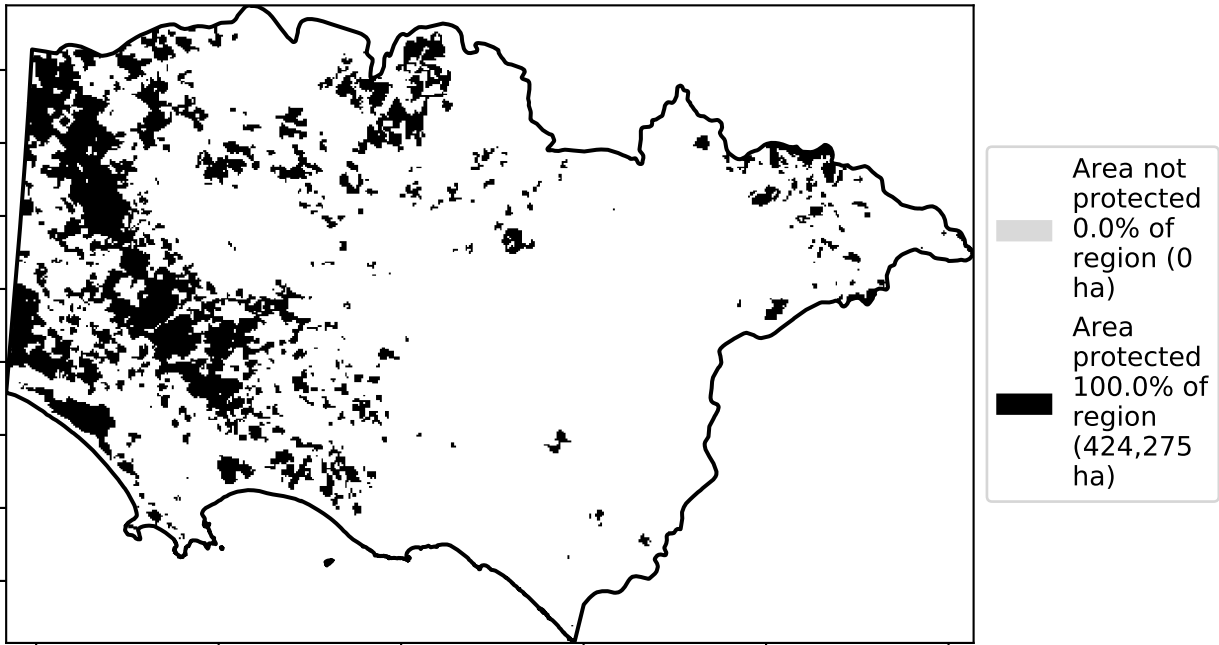 Area not
protected
0.0% of
region (0
ha)
Area
protected
100.0% of
region
(424,275
ha)